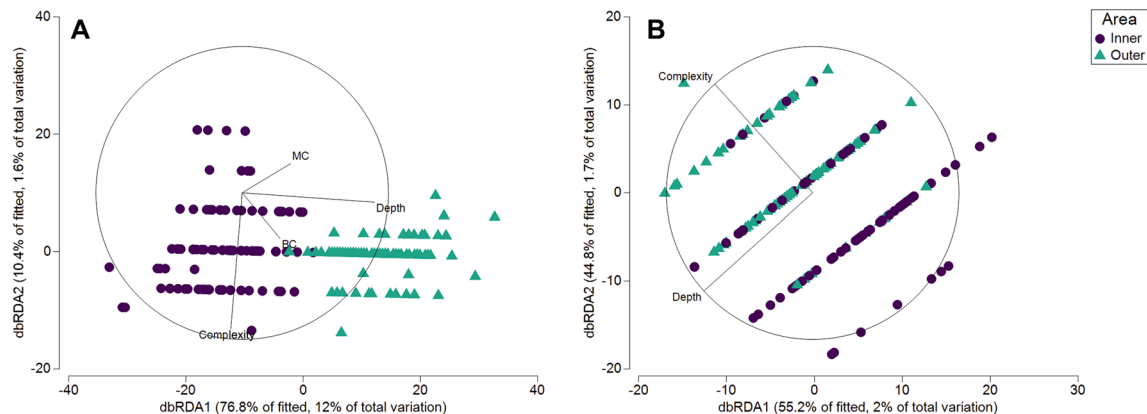 A
40
20
0
-20
-40
-20
0
20
40
dbRDA2 (10.4% of fitted, 1.6% of total variation)
dbRDA1 (76.8% of fitted, 12% of total variation)
MC
Depth
BC
Complexity
B
20
10
0
-10
-20
-20
-10
0
10
20
30
dbRDA2 (44.8% of fitted, 1.7% of total variation)
dbRDA1 (55.2% of fitted, 2% of total variation)
Complexity
Depth
Area
Inner
Outer